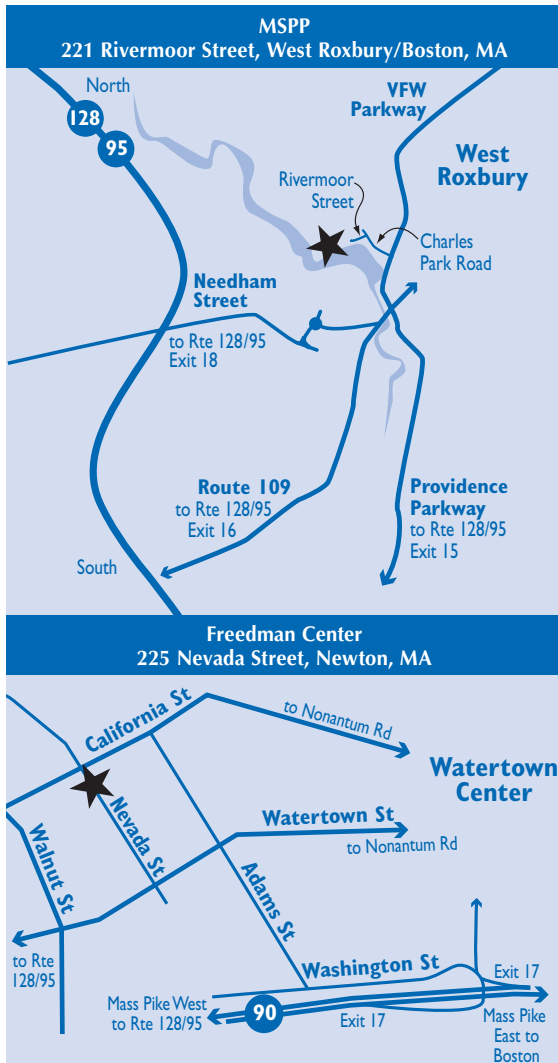 MSPP
221 Rivermoor Street, West Roxbury/Boston, MA
North
128
95
VFW
Parkway
West
Roxbury
Rivermoor
Street
Charles
Park Road
Needham
Street
to Rte 128/95
Exit 18
Route 109
to Rte 128/95
Exit 16
Providence
Parkway
to Rte 128/95
Exit 15
South
Freedman Center
225 Nevada Street, Newton, MA
California St
to Nonantum Rd
Watertown
Center
Nevada St
Watertown St
to Nonantum Rd
Walnut St
Adams St
to Rte
128/95
Washington St
Exit 17
Mass Pike West
to Rte 128/95
90
Exit 17
Mass Pike
East to
Boston